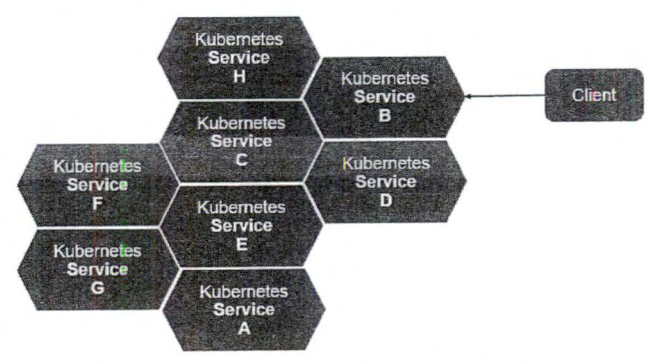 Kubernetes
Service
H
Kubernetes
Service
B
Client
Kubernetes
Service
C
Kubernetes
Service
F
Kubernetes
Service
D
Kubernetes
Service
E
Kubernetes
Service
G
Kubernetes
Service
A